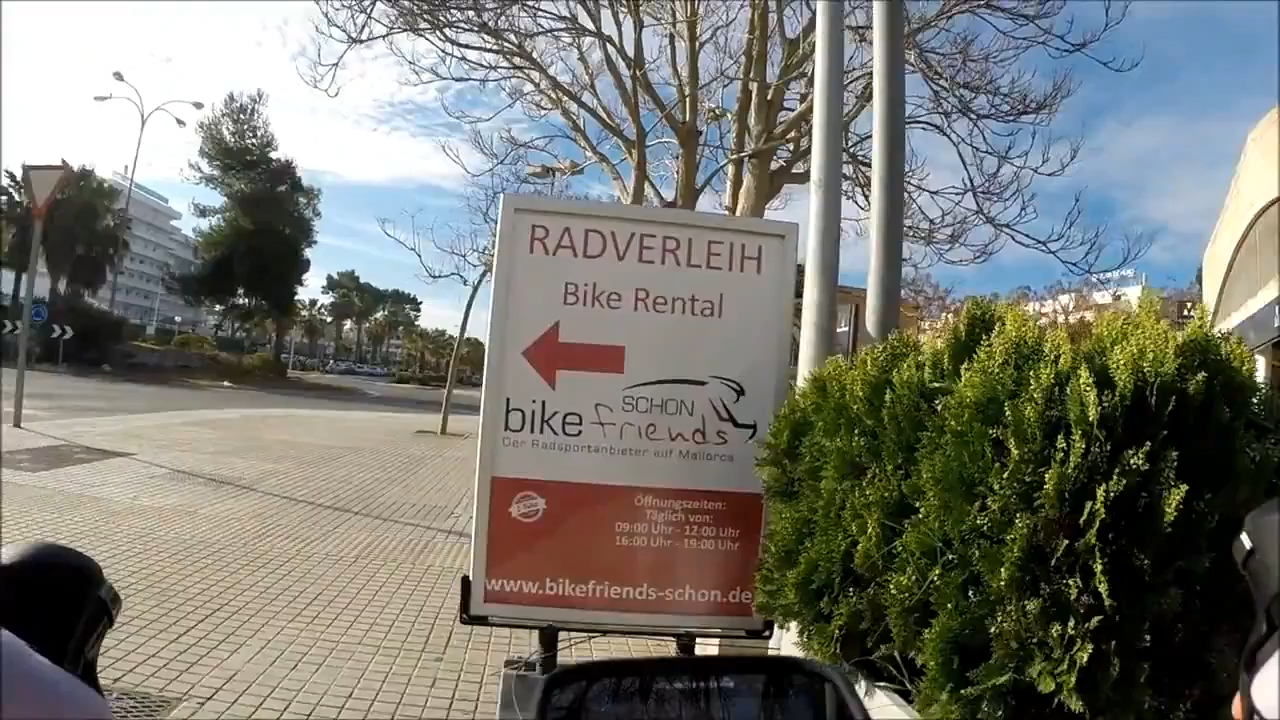 RADVERLEIH
Bike Rental
SCHON
bike friends
Der Radsportanbieter auf Mallorca
Öffnungszeiten:
Täglich von:
09:00 Uhr - 12:00 Uhr
16:00 Uhr - 19:00 Uhr
www.bikefriends-schon.de